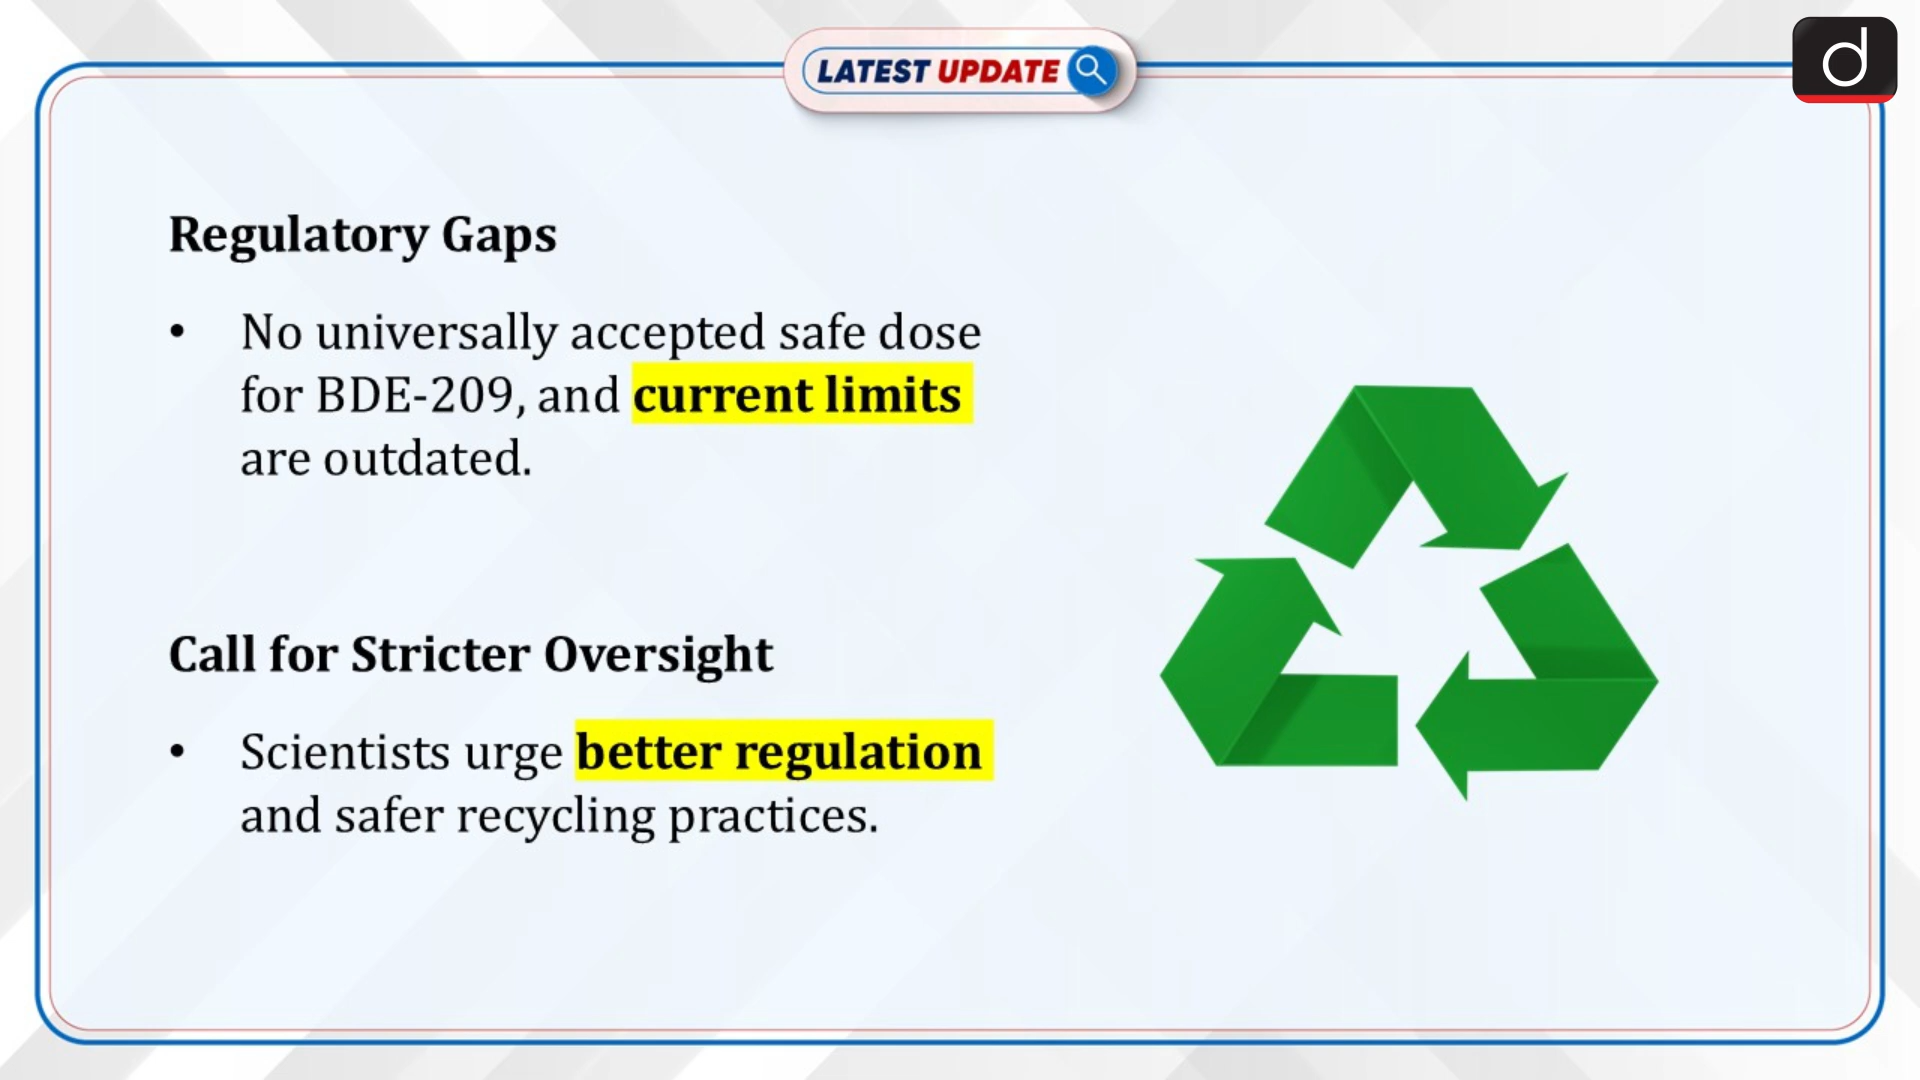 LATEST UPDATE
d
Regulatory Gaps
• No universally accepted safe dose
for BDE-209, and current limits
are outdated.
Call for Stricter Oversight
• Scientists urge better regulation
and safer recycling practices.